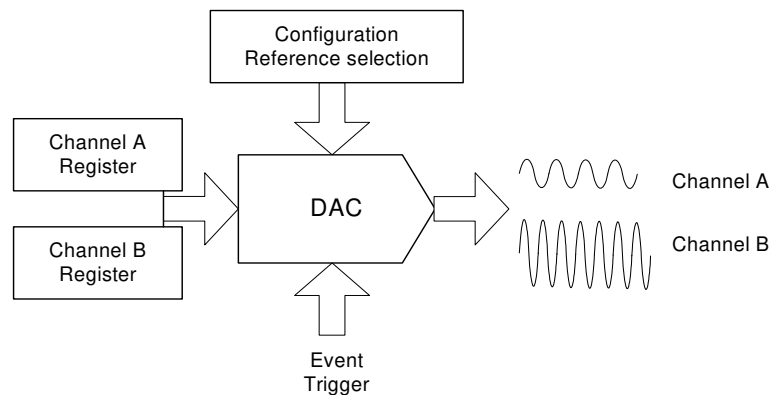 Configuration
Reference selection
Channel A
Register
Channel B
Register
DAC
Channel A
Channel B
Event
Trigger